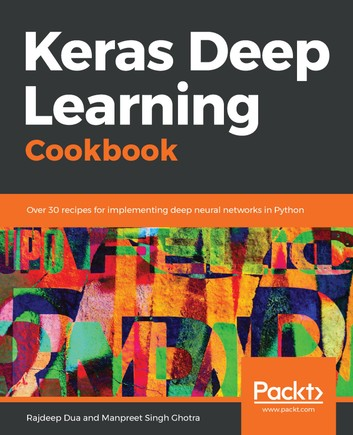 Keras Deep
Learning
Cookbook
Over 30 recipes for implementing deep neural networks in Python
Packt>
www.packt.com
Rajdeep Dua and Manpreet Singh Ghotra